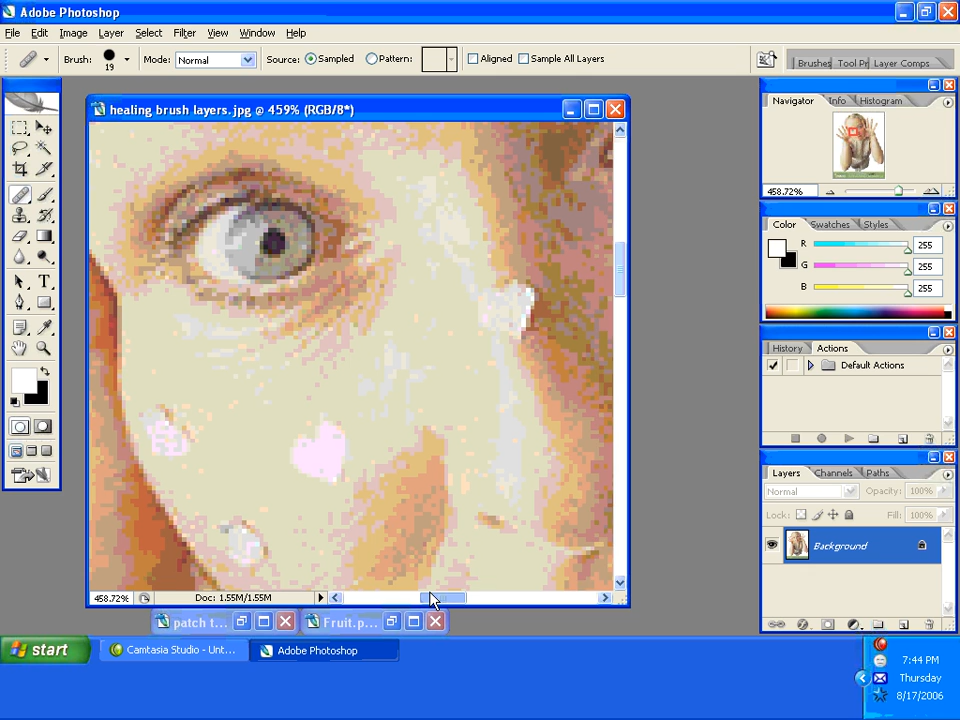 Adobe Photoshop
File Edit Image Layer Select Filter View Window Help
Brush: 19 Mode: Normal Source: Sampled Pattern: Aligned Sample All Layers
Brushes Tool Pr Layer Comps
healing brush layers.jpg @ 459% (RGB/8*)
Navigator Info Histogram
458.72%
Color Swatches Styles
R 255
G 255
B 255
History Actions
Default Actions
Layers Channels Paths
Normal Opacity: 100%
Lock: Fill: 100%
Background
458.72% Doc: 1.55M/1.55M
patch t... Fruit.p...
start Camtasia Studio - Unt... Adobe Photoshop
7:44 PM
Thursday
8/17/2006